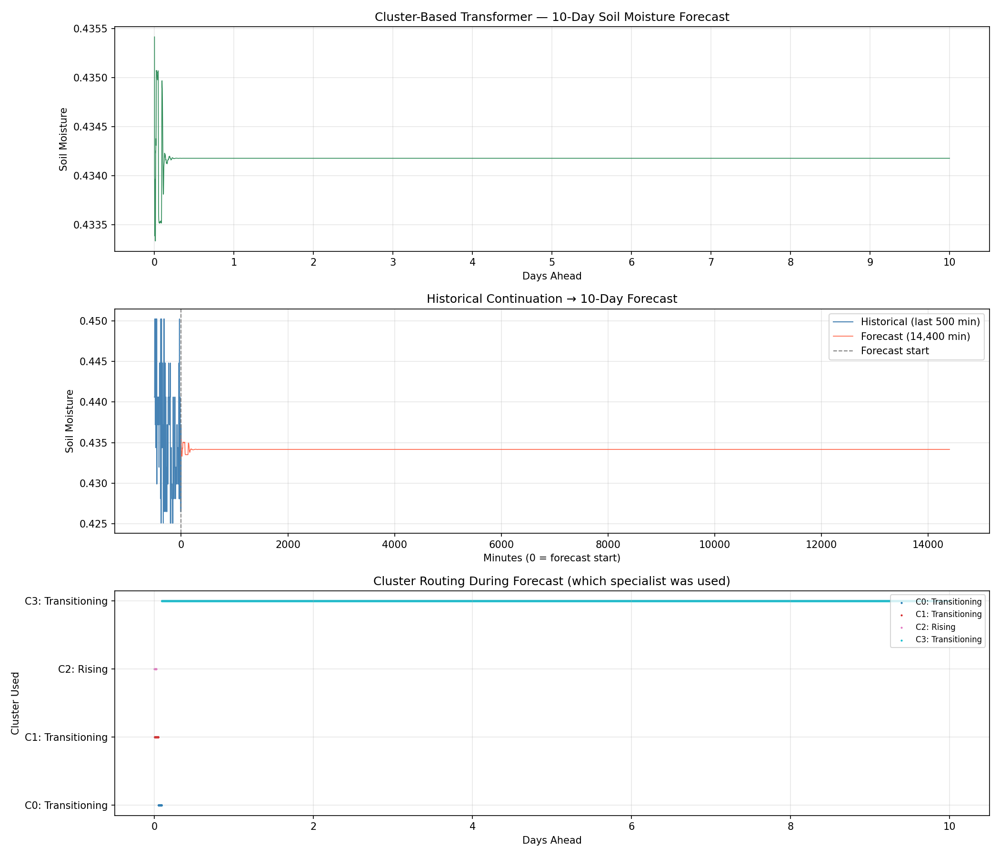 Cluster-Based Transformer — 10-Day Soil Moisture Forecast
0.4355
0.4350
0.4345
0.4340
0.4335
Soil Moisture
0 1 2 3 4 5 6 7 8 9 10
Days Ahead
Historical Continuation → 10-Day Forecast
0.450
0.445
0.440
0.435
0.430
0.425
Soil Moisture
Historical (last 500 min)
Forecast (14,400 min)
Forecast start
0 2000 4000 6000 8000 10000 12000 14000
Minutes (0 = forecast start)
Cluster Routing During Forecast (which specialist was used)
C3: Transitioning
C2: Rising
C1: Transitioning
C0: Transitioning
Cluster Used
C0: Transitioning
C1: Transitioning
C2: Rising
C3: Transitioning
0 2 4 6 8 10
Days Ahead